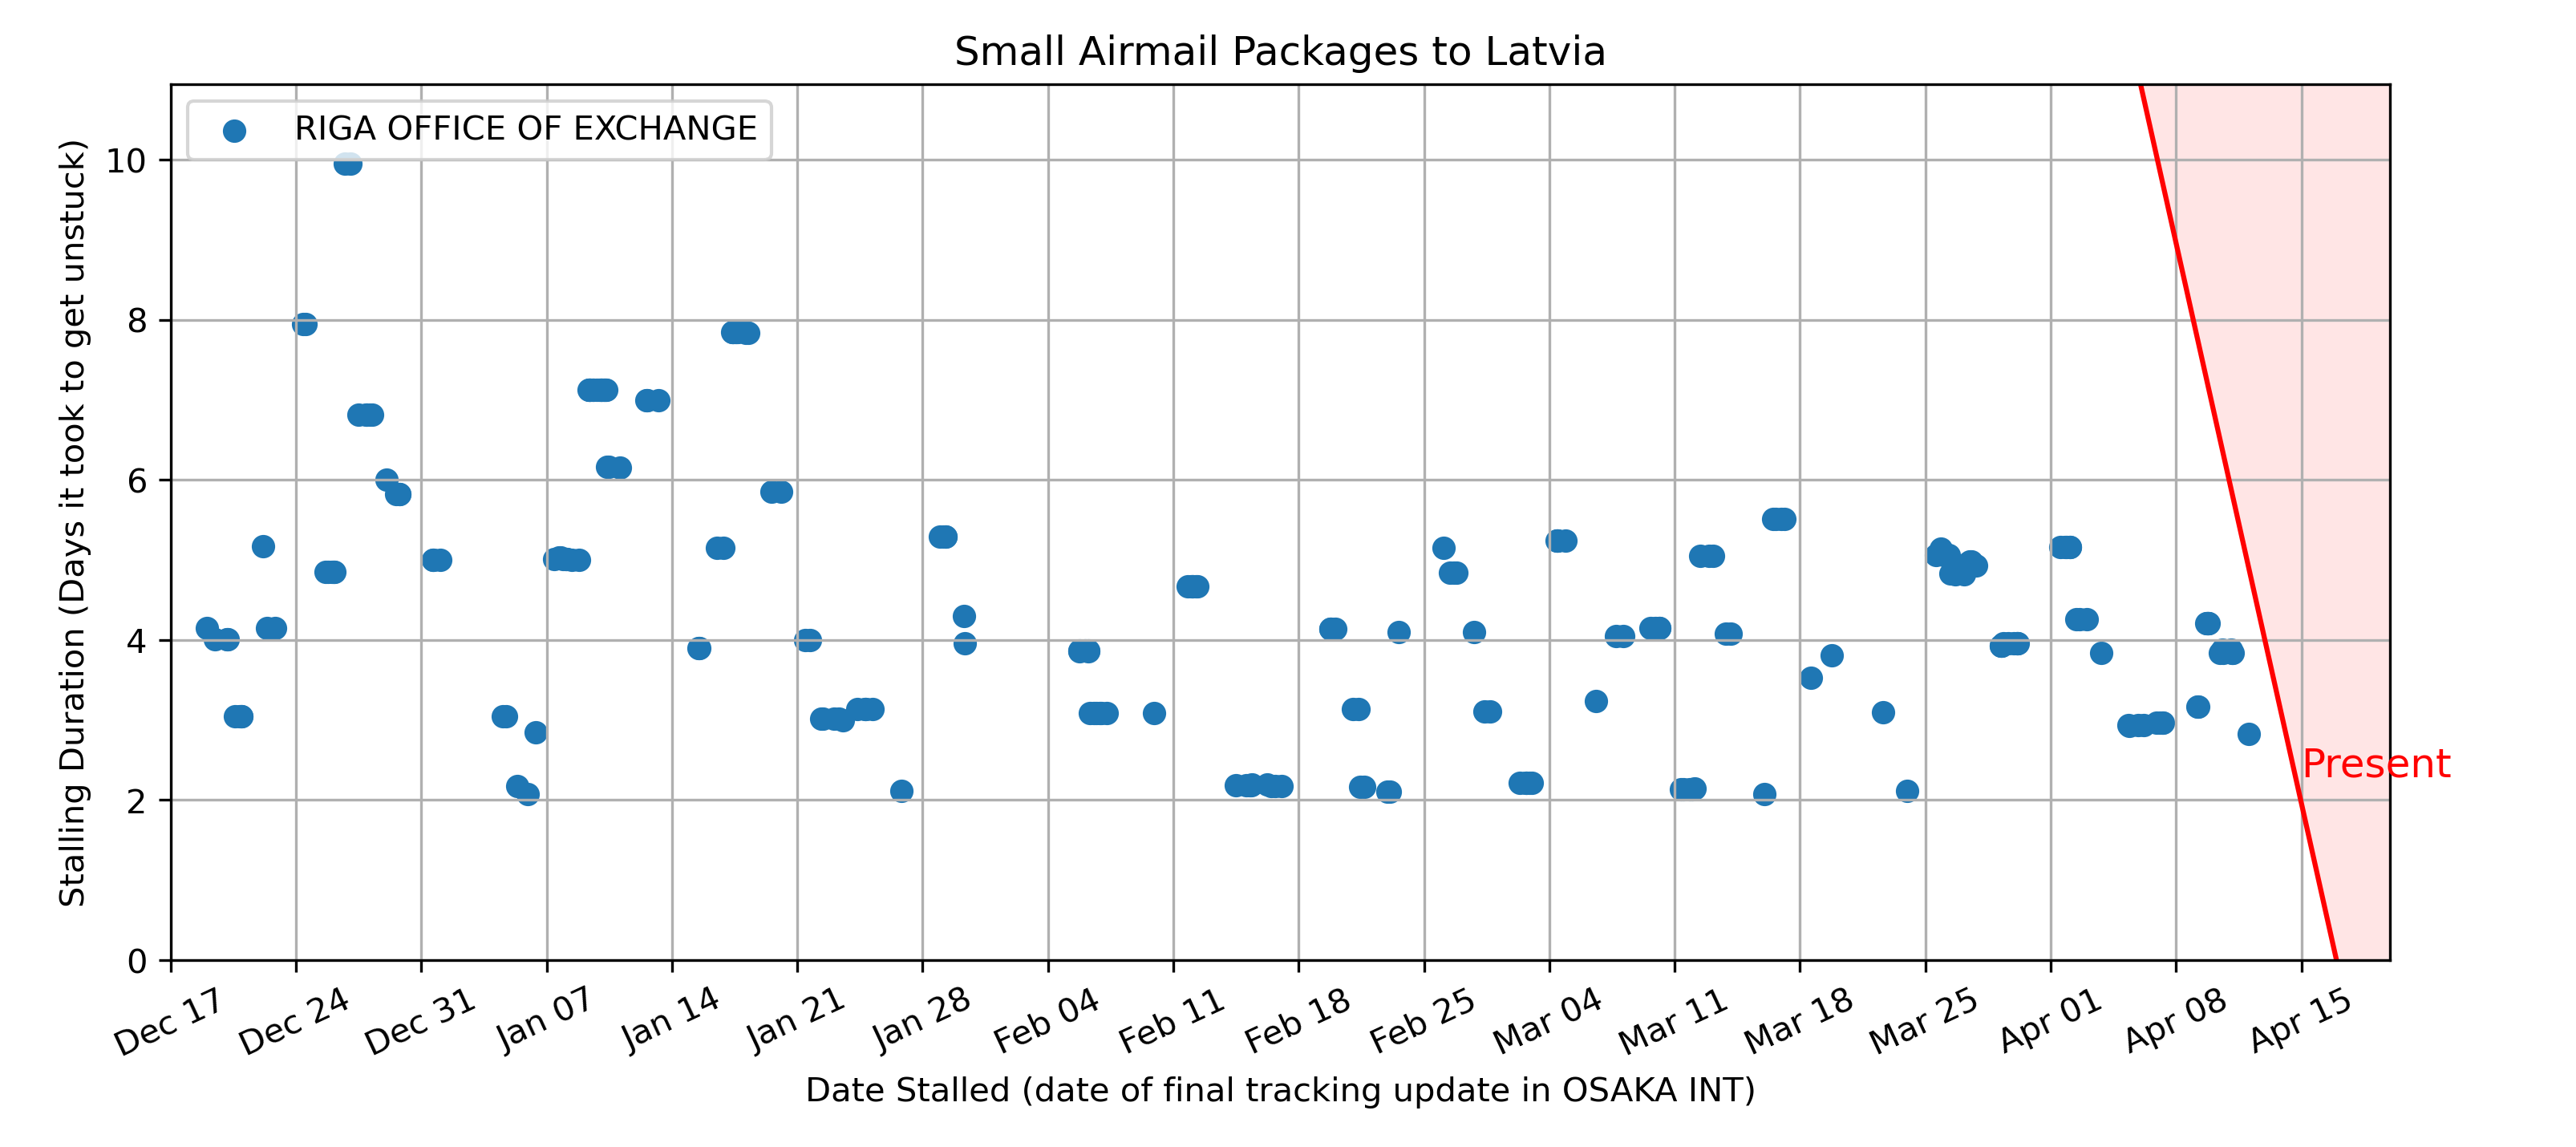 Small Airmail Packages to Latvia
RIGA OFFICE OF EXCHANGE
Stalling Duration (Days it took to get unstuck)
10
8
6
4
2
0
Present
Dec 17
Dec 24
Dec 31
Jan 07
Jan 14
Jan 21
Jan 28
Feb 04
Feb 11
Feb 18
Feb 25
Mar 04
Mar 11
Mar 18
Mar 25
Apr 01
Apr 08
Apr 15
Date Stalled (date of final tracking update in OSAKA INT)